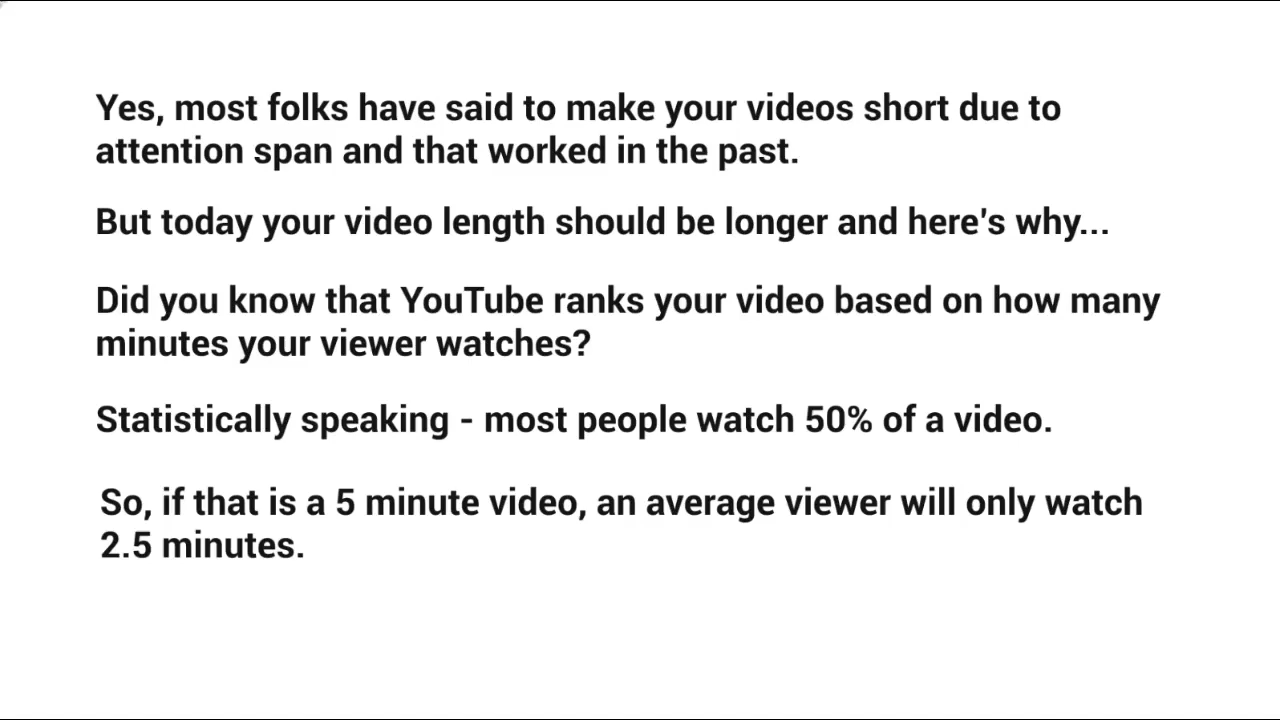 Yes, most folks have said to make your videos short due to
attention span and that worked in the past.
But today your video length should be longer and here's why...
Did you know that YouTube ranks your video based on how many
minutes your viewer watches?
Statistically speaking - most people watch 50% of a video.
So, if that is a 5 minute video, an average viewer will only watch
2.5 minutes.